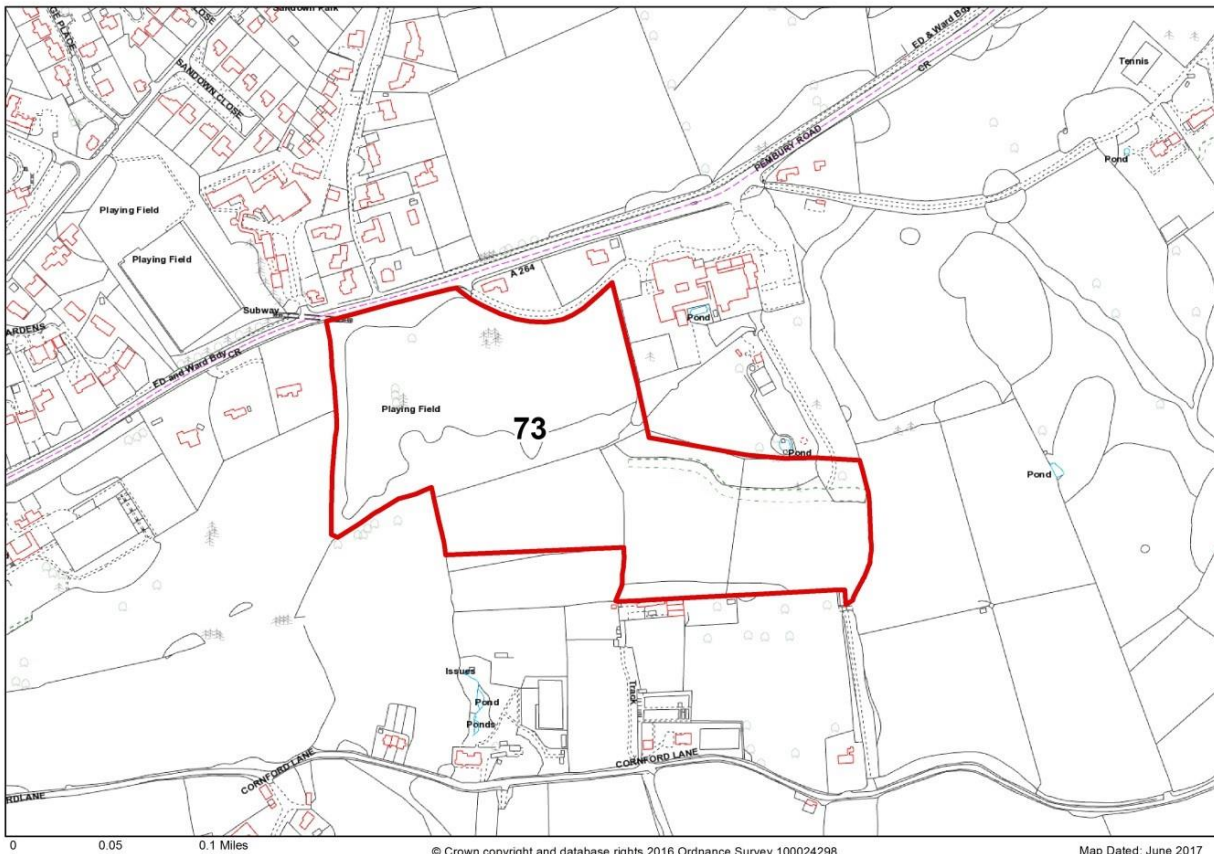 Sandown Park
CLOSE
GE PLACE
SANDOWN CLOSE
ED & Ward Bdy
CR
Tennis
PEMBURY ROAD
Pond
Playing Field
Playing Field
A 264
Subway
ARDENS
ED and Ward Bdy
CR
Pond
Playing Field
73
Pond
Pond
Issues
Pond
Ponds
Track
CORNFORD LANE
CORNFORD LANE
RDLANE
0 0.05 0.1 Miles
© Crown copyright and database rights 2016 Ordnance Survey 100024298
Map Dated: June 2017